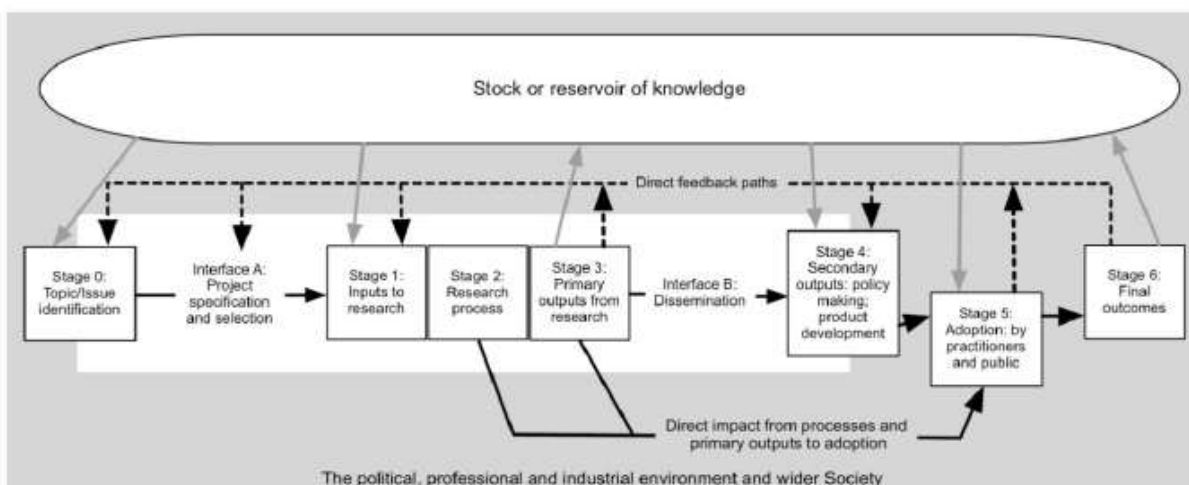 Stock or reservoir of knowledge
Direct feedback paths
Stage 0:
Topic/Issue
identification
Interface A:
Project
specification
and selection
Stage 1:
Inputs to
research
Stage 2:
Research
process
Stage 3:
Primary
outputs from
research
Interface B:
Dissemination
Stage 4:
Secondary
outputs: policy
making;
product
development
Stage 5:
Adoption: by
practitioners
and public
Stage 6:
Final
outcomes
Direct impact from processes and
primary outputs to adoption
The political, professional and industrial environment and wider Society